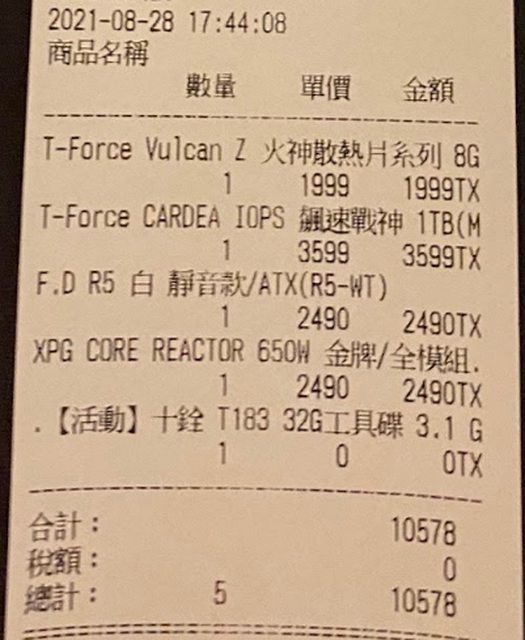 2021-08-28 17:44:08
商品名稱
數量 單價 金額
T-Force Vulcan Z 火神散熱片系列 8G
1 1999 1999TX
T-Force CARDEA IOPS 飆速戰神 1TB(M
1 3599 3599TX
F.D R5 白 靜音款/ATX(R5-WT)
1 2490 2490TX
XPG CORE REACTOR 650W 金牌/全模組.
1 2490 2490TX
.【活動】十銓 T183 32G工具碟 3.1 G
1 0 0TX
合計: 10578
稅額: 0
總計: 5 10578